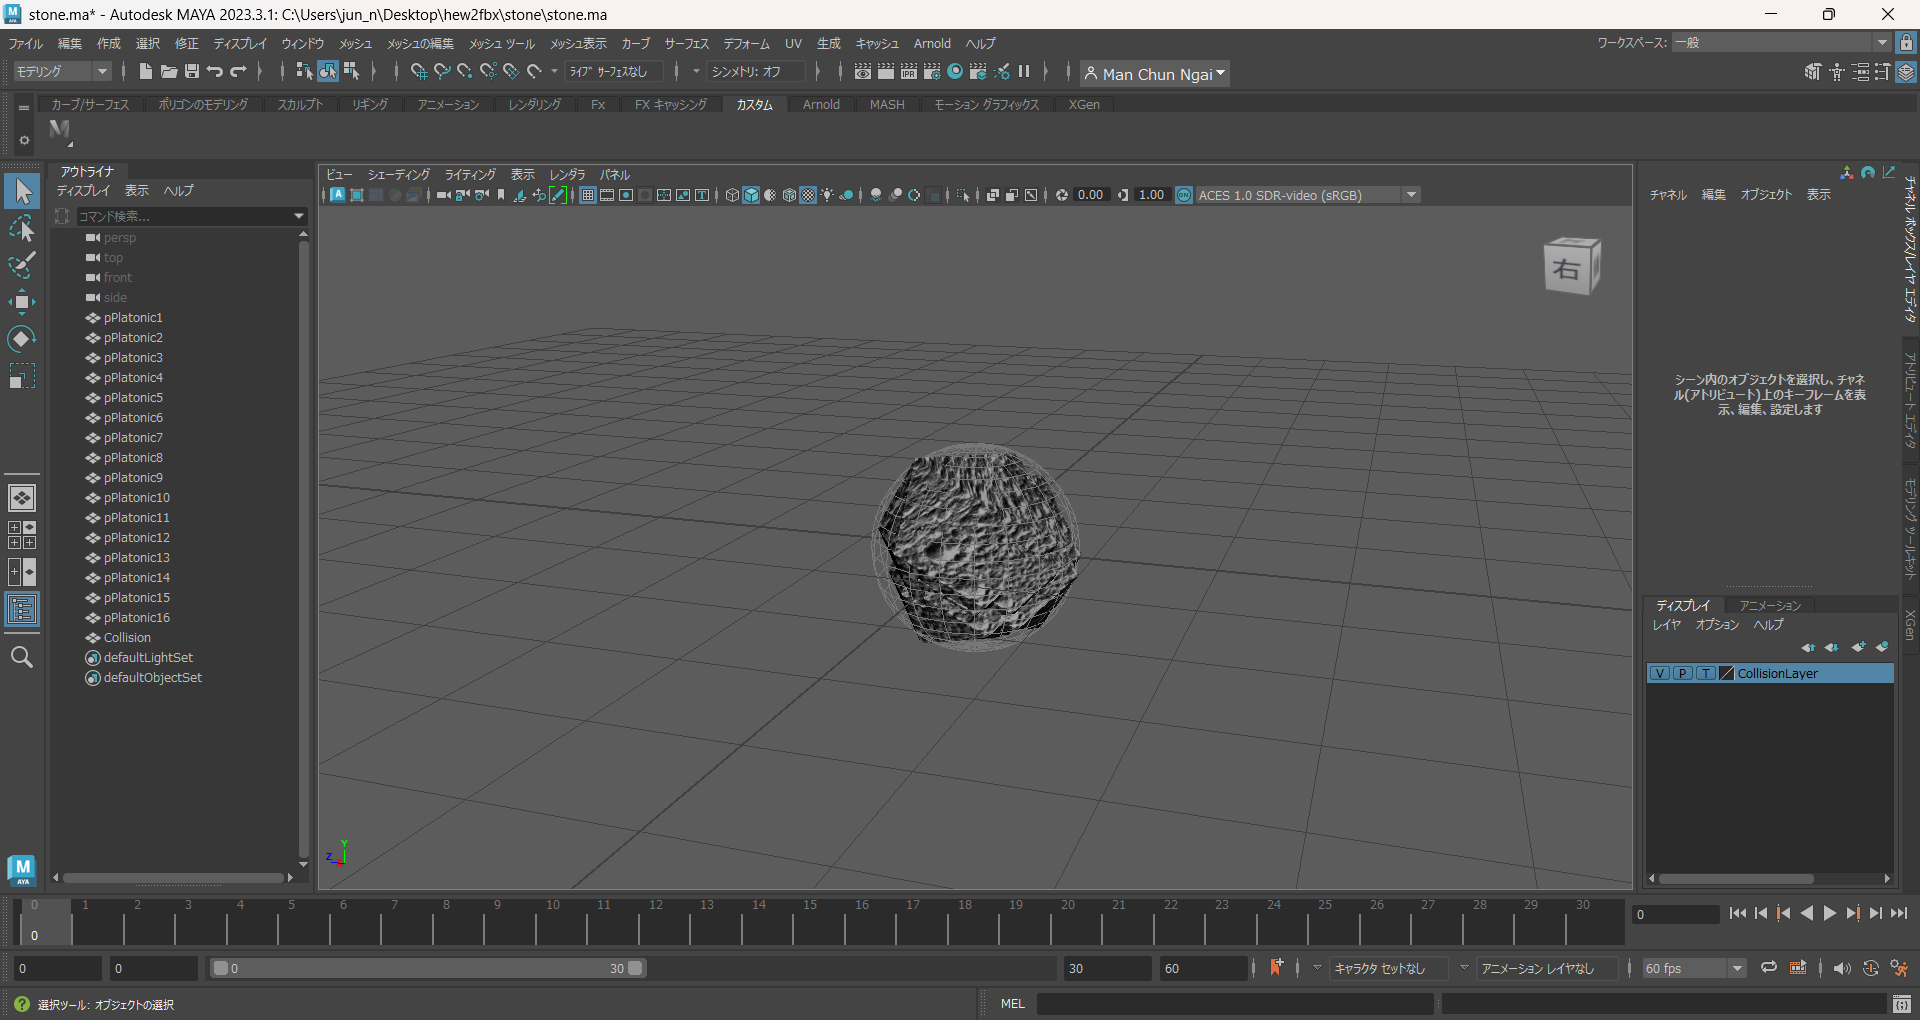 stone.ma* - Autodesk MAYA 2023.3.1: C:\Users\jun_n\Desktop\hew2fbx\stone\stone.ma
ファイル 編集 作成 選択 修正 ディスプレイ ウィンドウ メッシュ メッシュの編集 メッシュ ツール メッシュ表示 カーブ サーフェス デフォーム UV 生成 キャッシュ Arnold ヘルプ ワークスペース: 一般
モデリング ライブ サーフェスなし シンメトリ: オフ Man Chun Ngai
カーブ/サーフェス ポリゴンのモデリング スカルプト リギング アニメーション レンダリング Fx FX キャッシング カスタム Arnold MASH モーション グラフィックス XGen
アウトライナ
ディスプレイ 表示 ヘルプ
コマンド検索...
persp
top
front
side
pPlatonic1
pPlatonic2
pPlatonic3
pPlatonic4
pPlatonic5
pPlatonic6
pPlatonic7
pPlatonic8
pPlatonic9
pPlatonic10
pPlatonic11
pPlatonic12
pPlatonic13
pPlatonic14
pPlatonic15
pPlatonic16
Collision
defaultLightSet
defaultObjectSet
ビュー シェーディング ライティング 表示 レンダラ パネル
0.00 1.00 ACES 1.0 SDR-video (sRGB)
右
Y
Z
チャネル 編集 オブジェクト 表示
シーン内のオブジェクトを選択し、チャネ
ル(アトリビュート)上のキーフレームを表
示、編集、設定します
チャネル ボックス/レイヤ エディタ
アトリビュート エディタ
モデリング ツールキット
XGen
ディスプレイ アニメーション
レイヤ オプション ヘルプ
V P T CollisionLayer
M
AYA
0 1 2 3 4 5 6 7 8 9 10 11 12 13 14 15 16 17 18 19 20 21 22 23 24 25 26 27 28 29 30
0
0
0 0 0 30 30 60 キャラクタ セットなし アニメーション レイヤなし 60 fps
選択ツール: オブジェクトの選択 MEL